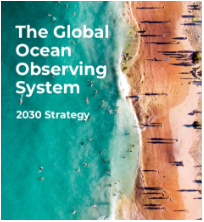 The Global
Ocean
Observing
System
2030 Strategy